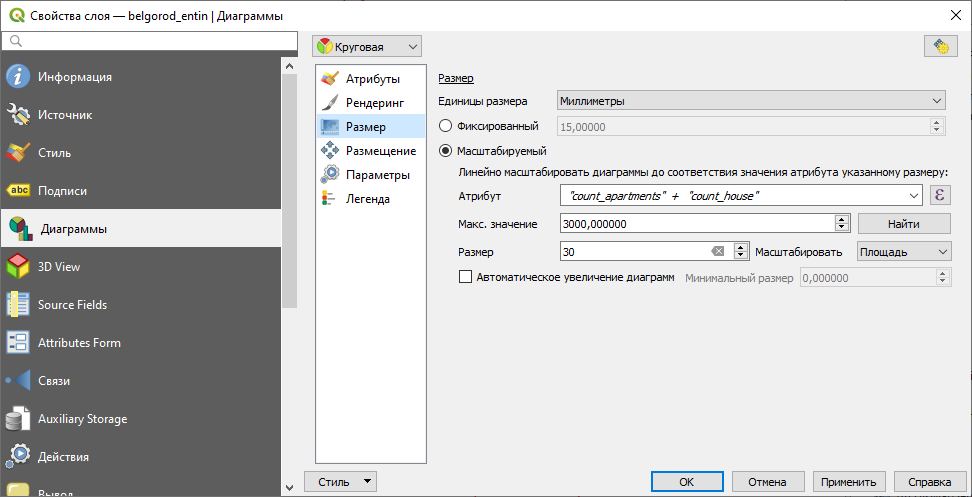 Свойства слоя — belgorod_entin | Диаграммы
Информация
Источник
Стиль
abc Подписи
Диаграммы
3D View
Source Fields
Attributes Form
Связи
Auxiliary Storage
Действия
Вывод
Круговая
Атрибуты
Рендеринг
Размер
Размещение
Параметры
Легенда
Размер
Единицы размера Миллиметры
Фиксированный 15,00000
Масштабируемый
Линейно масштабировать диаграммы до соответствия значения атрибута указанному размеру:
Атрибут "count_apartments" + "count_house" ε
Макс. значение 3000,000000 Найти
Размер 30 Масштабировать Площадь
Автоматическое увеличение диаграмм Минимальный размер 0,000000
Стиль OK Отмена Применить Справка